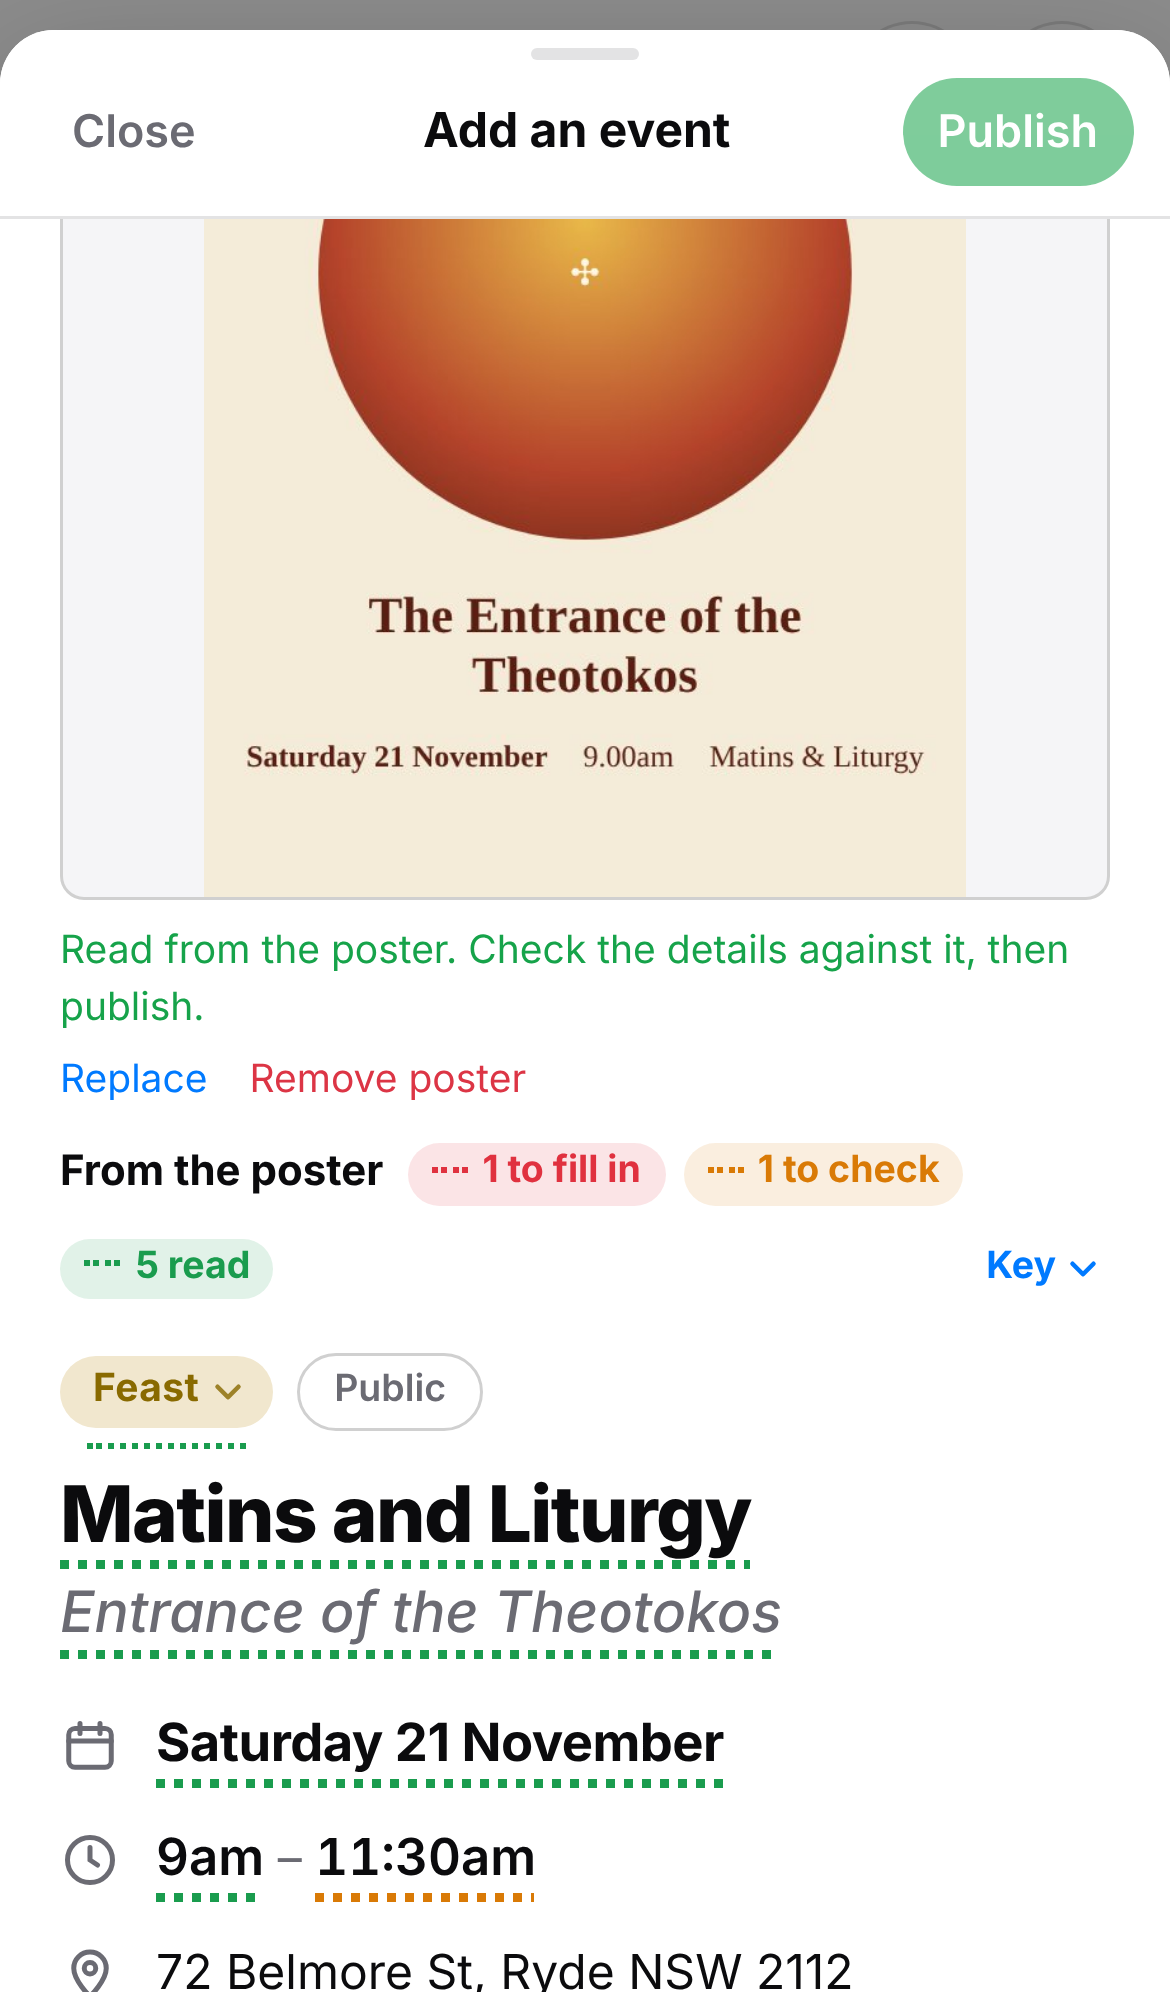 Close
Add an event
Publish
The Entrance of the
Theotokos
Saturday 21 November 9.00am Matins & Liturgy
Read from the poster. Check the details against it, then
publish.
Replace Remove poster
From the poster 1 to fill in 1 to check
5 read Key
Feast Public
Matins and Liturgy
Entrance of the Theotokos
Saturday 21 November
9am – 11:30am
72 Belmore St, Ryde NSW 2112